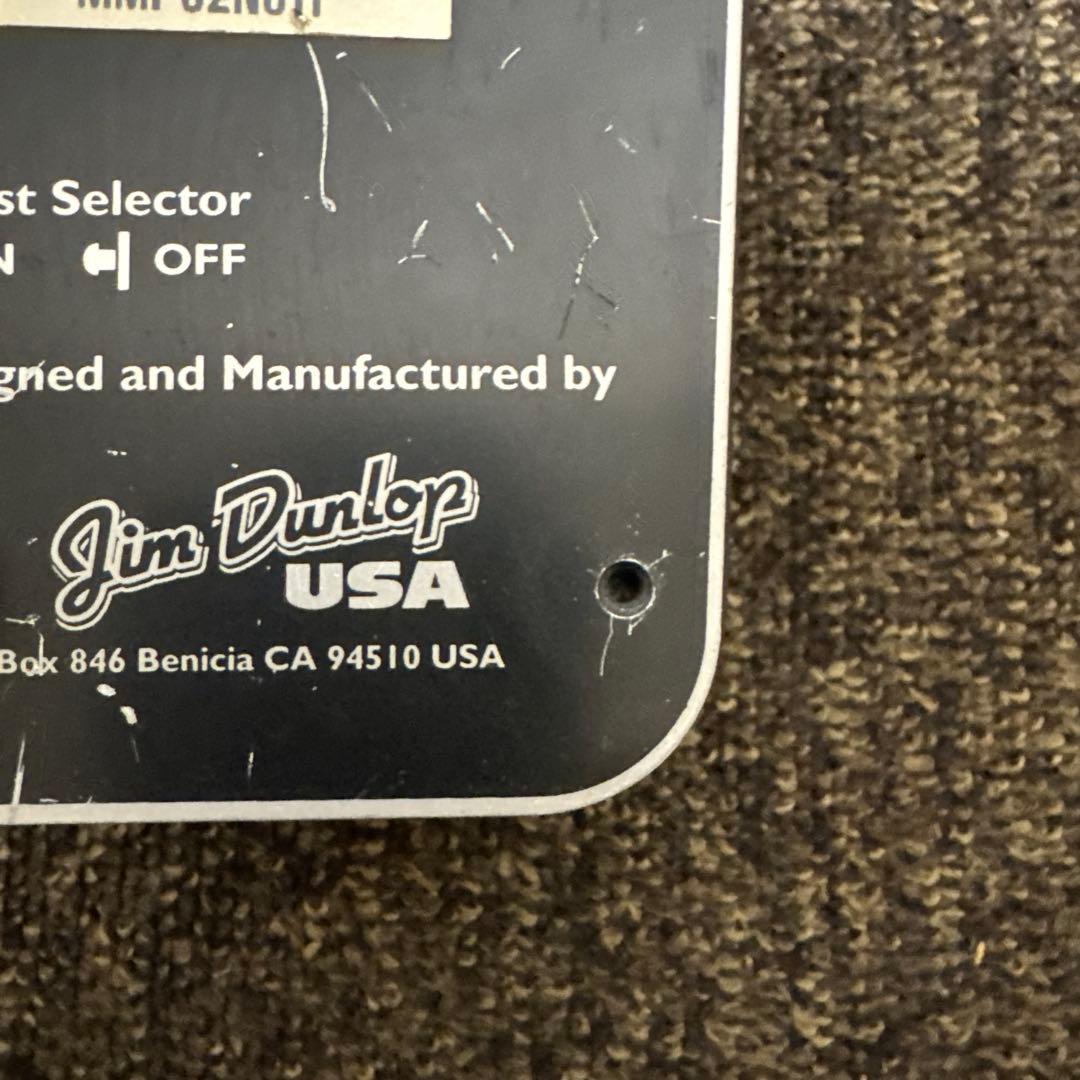 st Selector
OFF
gned and Manufactured by
Jim Dunlop
USA
Box 846 Benicia CA 94510 USA